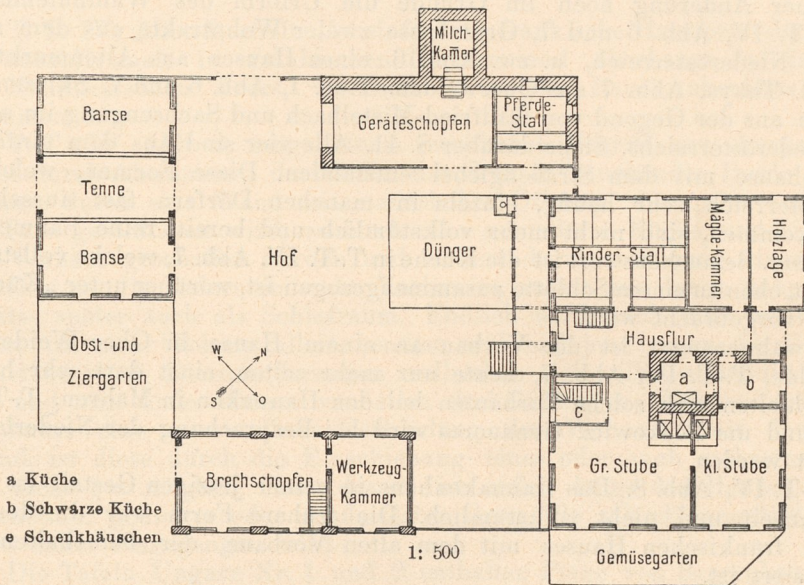 Milch-
Kamer
Banse
Geräteschopfen
Pferde-
Stall
Tenne
Banse
Hof
Dünger
Rinder-Stall
Mägde-Kammer
Holzlage
Hausflur
Obst- und
Ziergarten
W
N
S
O
a
b
c
Gr. Stube
Kl. Stube
Brechschopfen
Werkzeug-
Kammer
a Küche
b Schwarze Küche
e Schenkhäuschen
1: 500
Gemüsegarten